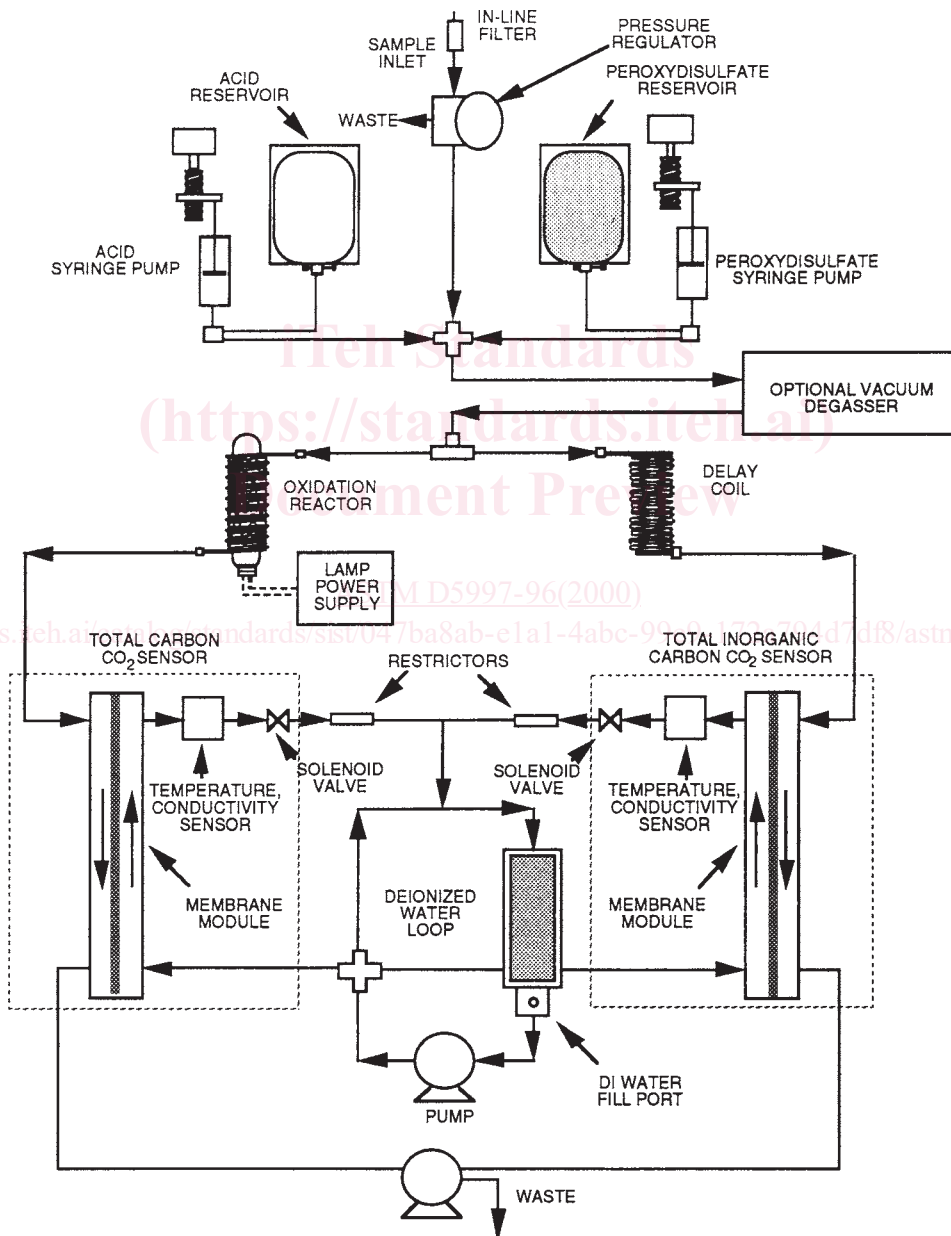 IN-LINE
FILTER
SAMPLE
INLET
PRESSURE
REGULATOR
ACID
RESERVOIR
PEROXYDISULFATE
RESERVOIR
WASTE
ACID
SYRINGE PUMP
PEROXYDISULFATE
SYRINGE PUMP
iTeh Standards
(https://standards.iteh.ai)
Document Preview
OPTIONAL VACUUM
DEGASSER
OXIDATION
REACTOR
DELAY
COIL
LAMP
POWER
SUPPLY
D5997-96(2000)
TOTAL CARBON
CO2 SENSOR
RESTRICTORS
TOTAL INORGANIC
CARBON CO2 SENSOR
SOLENOID
VALVE
SOLENOID
VALVE
TEMPERATURE,
CONDUCTIVITY
SENSOR
TEMPERATURE,
CONDUCTIVITY
SENSOR
MEMBRANE
MODULE
DEIONIZED
WATER
LOOP
MEMBRANE
MODULE
DI WATER
FILL PORT
PUMP
WASTE